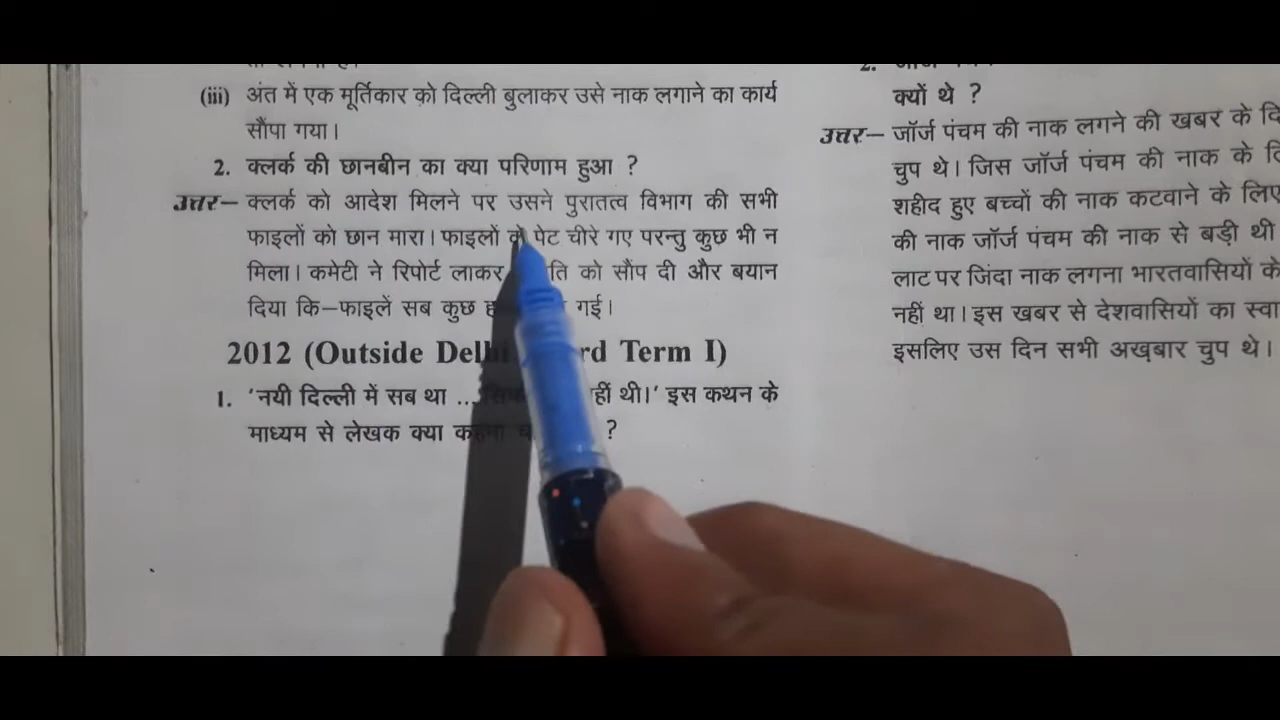 (iii) अंत में एक मूर्तिकार को दिल्ली बुलाकर उसे नाक लगाने का कार्य
सौंपा गया।
2. क्लर्क की छानबीन का क्या परिणाम हुआ ?
उत्तर– क्लर्क को आदेश मिलने पर उसने पुरातत्व विभाग की सभी
फाइलों को छान मारा। फाइलों के पेट चीरे गए परन्तु कुछ भी न
मिला। कमेटी ने रिपोर्ट लाकर को सौंप दी और बयान
दिया कि–फाइलें सब कुछ गई।
2012 (Outside Term I)
1. 'नयी दिल्ली में सब था ... नहीं थी।' इस कथन के
माध्यम से लेखक क्या ?
क्यों थे ?
उत्तर– जॉर्ज पंचम की नाक लगने की खबर के
चुप थे। जिस जॉर्ज पंचम की नाक के
शहीद हुए बच्चों की नाक कटवाने के लिए
की नाक जॉर्ज पंचम की नाक से बड़ी थी
लाट पर जिंदा नाक लगना भारतवासियों के
नहीं था। इस खबर से देशवासियों का
इसलिए उस दिन सभी अख़बार चुप थे।